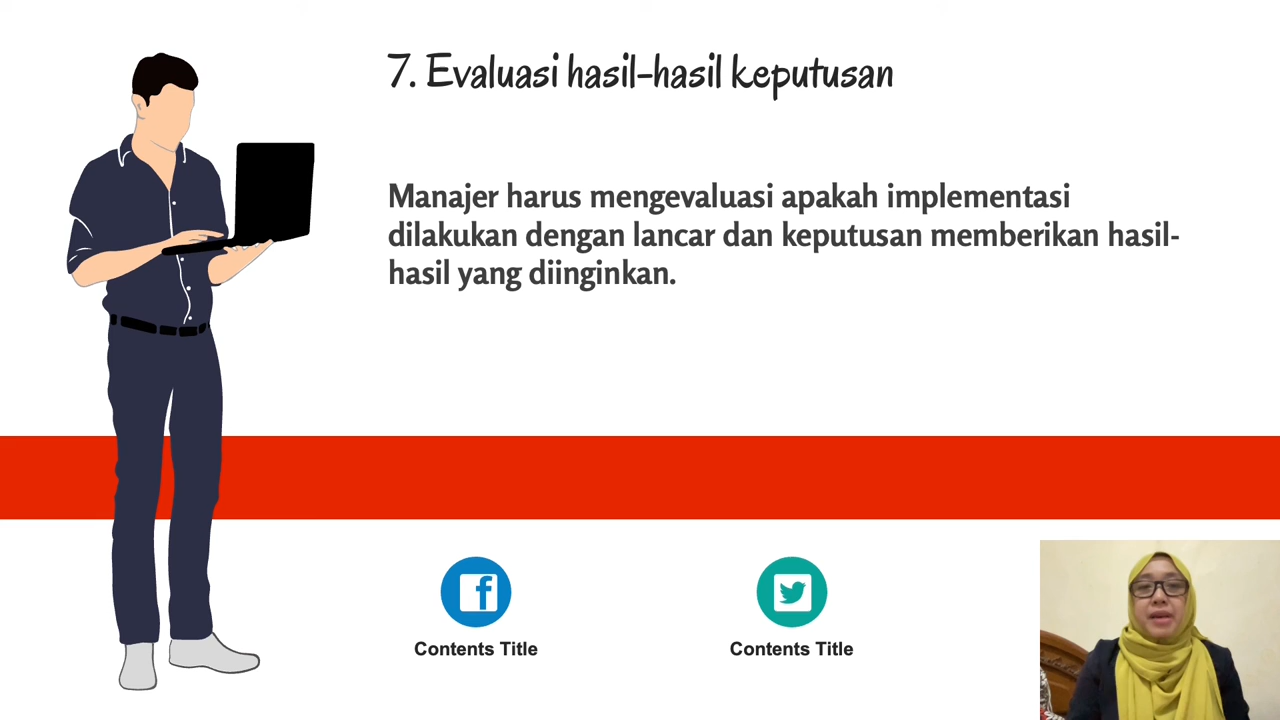 7. Evaluasi hasil-hasil keputusan
Manajer harus mengevaluasi apakah implementasi
dilakukan dengan lancar dan keputusan memberikan hasil-
hasil yang diinginkan.
Contents Title
Contents Title